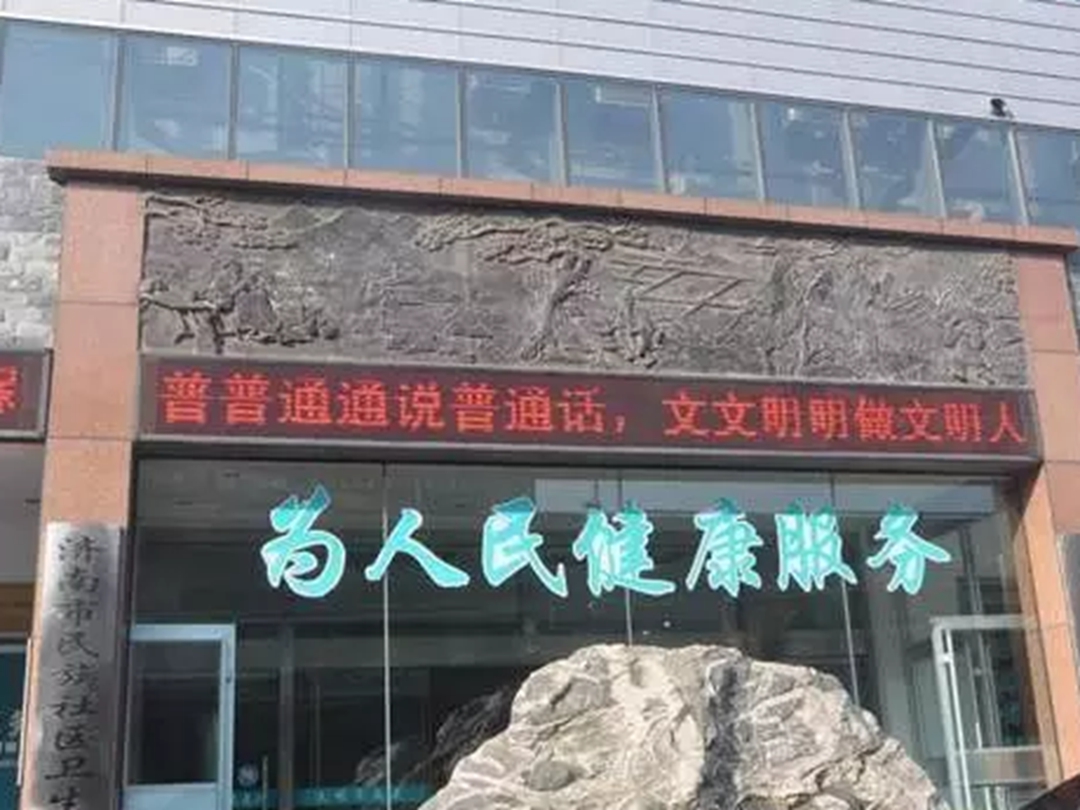 普普通通说普通话，文文明明做文明人
为人民健康服务
济南市民族社区卫生